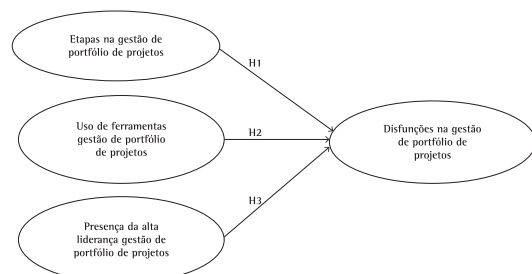 Etapas na gestão de
portfólio de projetos
H1
Uso de ferramentas
gestão de portfólio
de projetos
H2
Disfunções na gestão
de portfólio de
projetos
H3
Presença da alta
liderança gestão de
portfólio de projetos